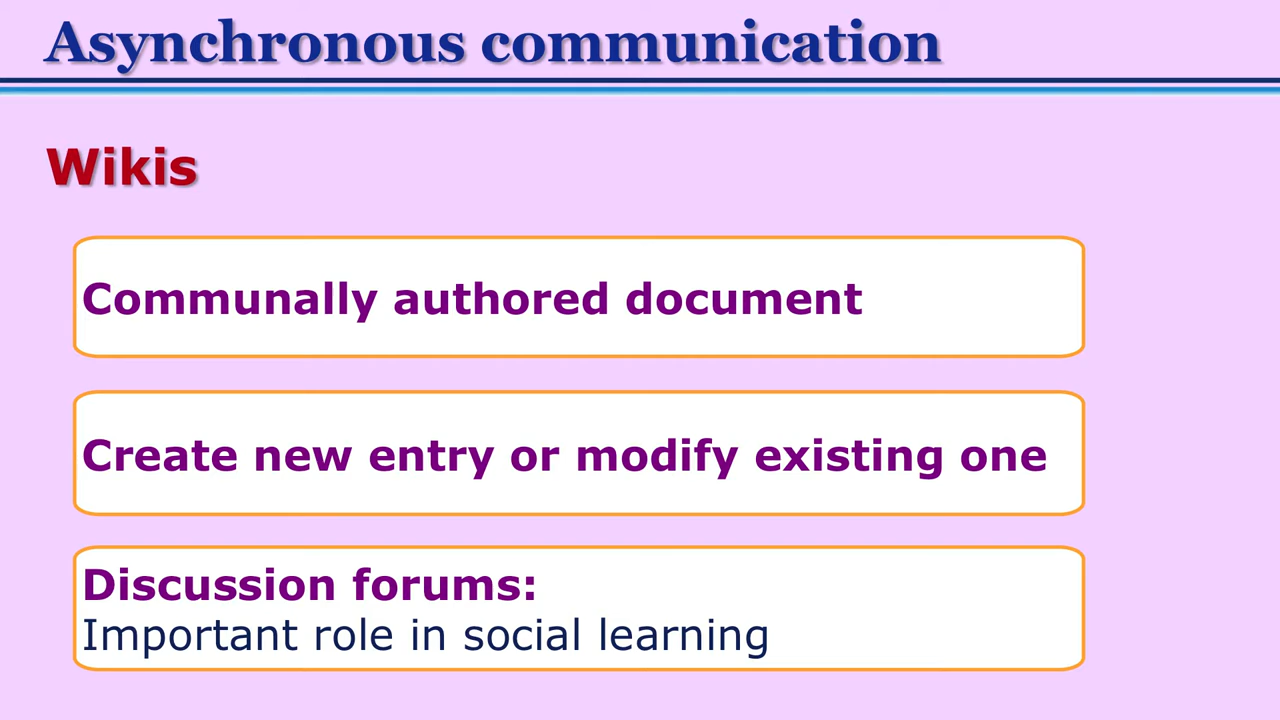 Asynchronous communication
Wikis
Communally authored document
Create new entry or modify existing one
Discussion forums:
Important role in social learning